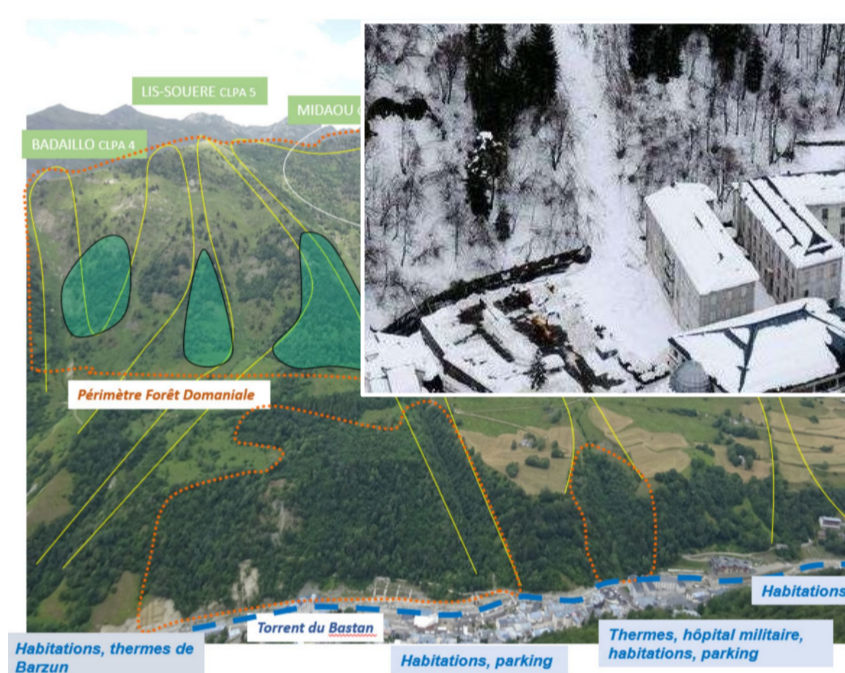 LIS-SOUERE CLPA 5
MIDAOU
BADAILLO CLPA 4
Périmètre Forêt Domaniale
Habitations
Torrent du Bastan
Thermes, hôpital militaire,
habitations, parking
Habitations, thermes de
Barzun
Habitations, parking